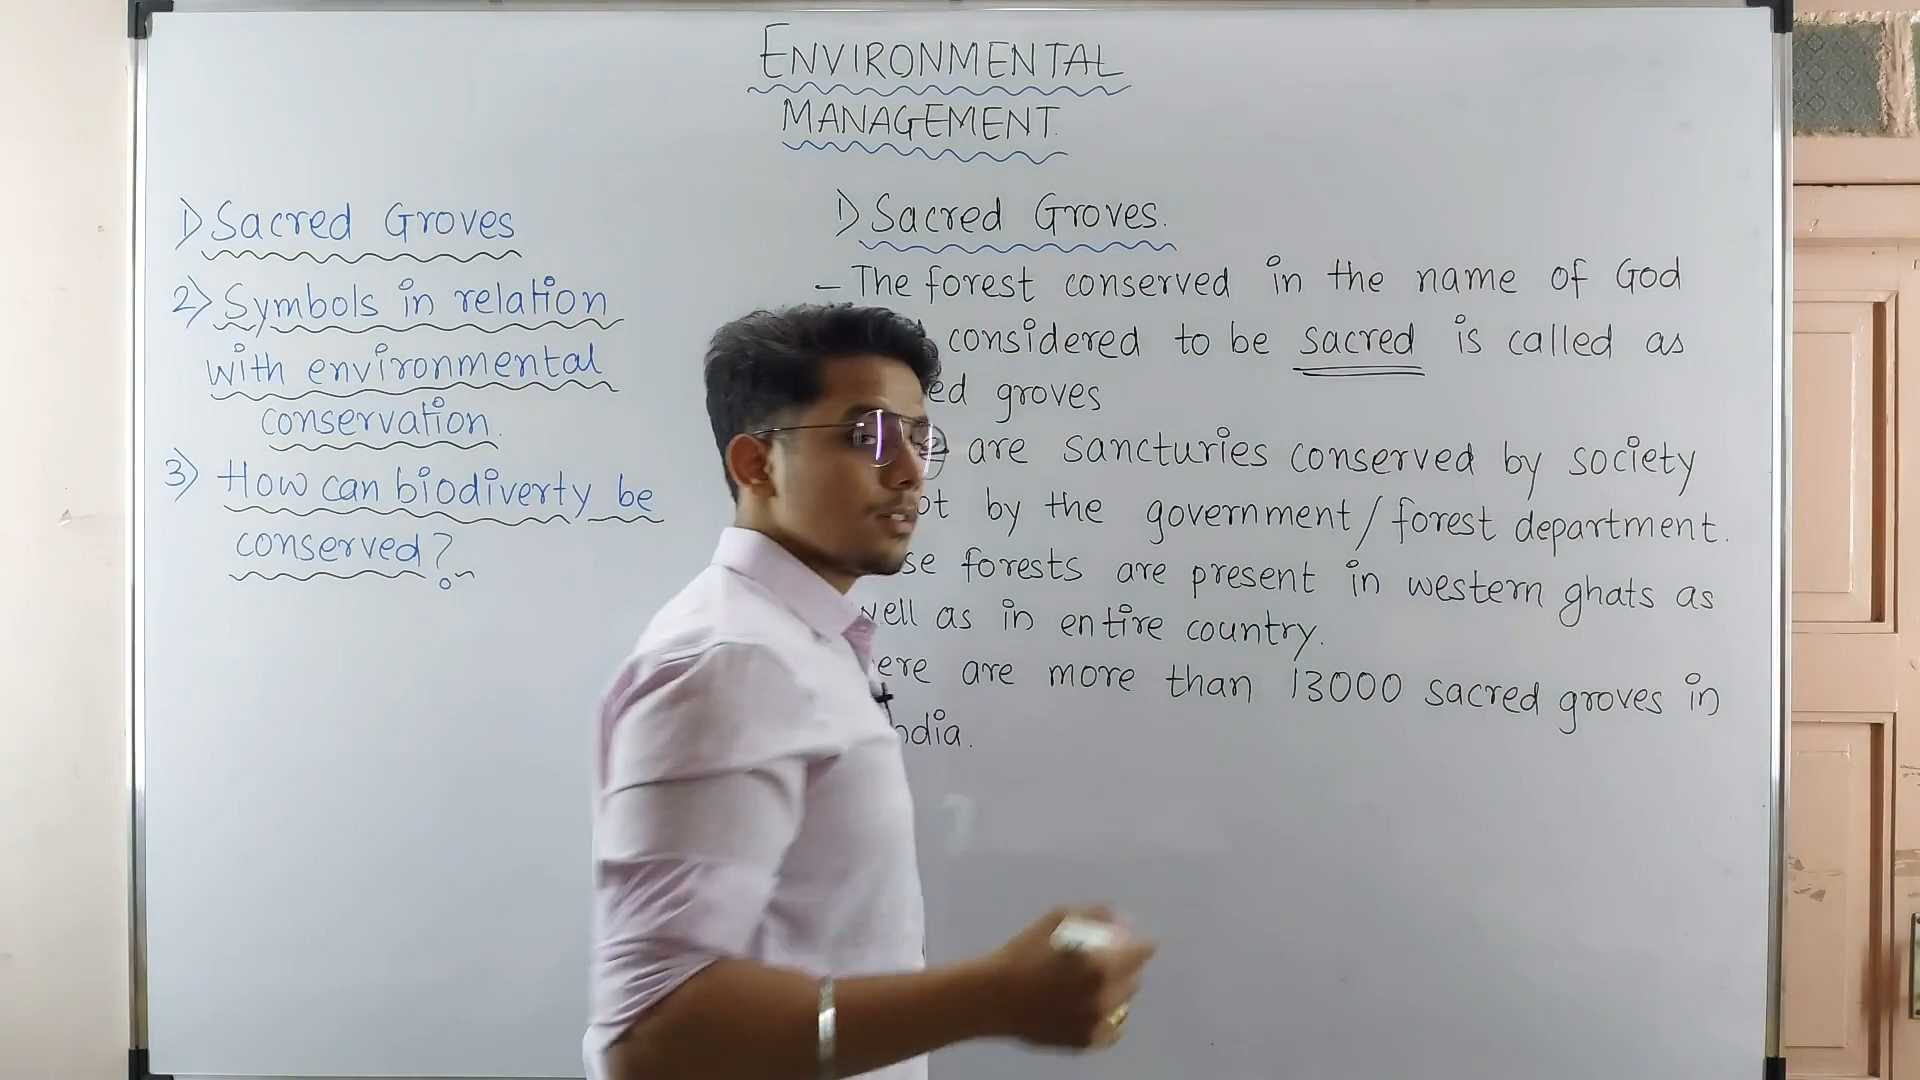 ENVIRONMENTAL
MANAGEMENT.
1) Sacred Groves
2) Symbols in relation
with environmental
conservation.
3) How can biodiverty be
conserved?
1) Sacred Groves.
- The forest conserved in the name of God
considered to be sacred is called as
groves
are sancturies conserved by society
by the government/forest department.
forests are present in western ghats as
well as in entire country.
are more than 13000 sacred groves in